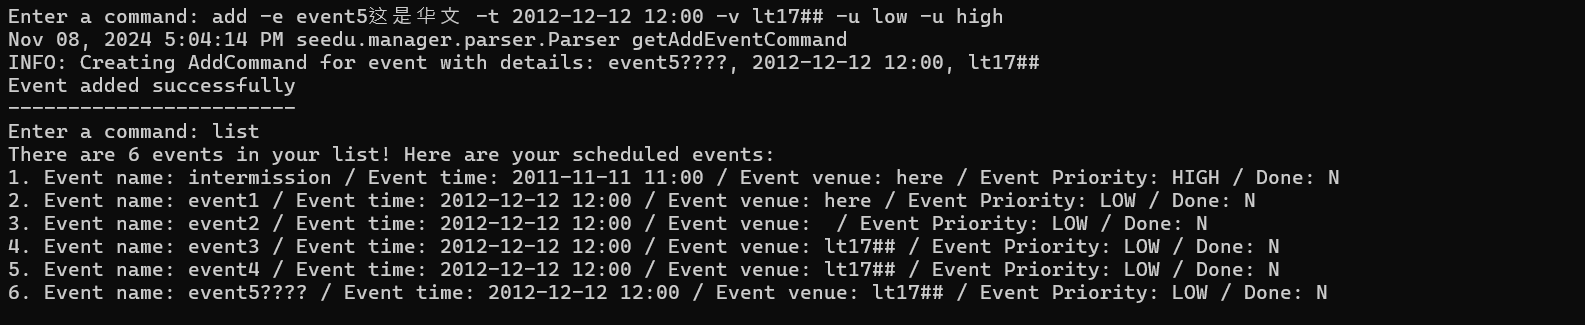 Enter a command: add -e event5这是华文 -t 2012-12-12 12:00 -v lt17## -u low -u high
Nov 08, 2024 5:04:14 PM seedu.manager.parser.Parser getAddEventCommand
INFO: Creating AddCommand for event with details: event5????, 2012-12-12 12:00, lt17##
Event added successfully
------------------------
Enter a command: list
There are 6 events in your list! Here are your scheduled events:
1. Event name: intermission / Event time: 2011-11-11 11:00 / Event venue: here / Event Priority: HIGH / Done: N
2. Event name: event1 / Event time: 2012-12-12 12:00 / Event venue: here / Event Priority: LOW / Done: N
3. Event name: event2 / Event time: 2012-12-12 12:00 / Event venue:  / Event Priority: LOW / Done: N
4. Event name: event3 / Event time: 2012-12-12 12:00 / Event venue: lt17## / Event Priority: LOW / Done: N
5. Event name: event4 / Event time: 2012-12-12 12:00 / Event venue: lt17## / Event Priority: LOW / Done: N
6. Event name: event5???? / Event time: 2012-12-12 12:00 / Event venue: lt17## / Event Priority: LOW / Done: N